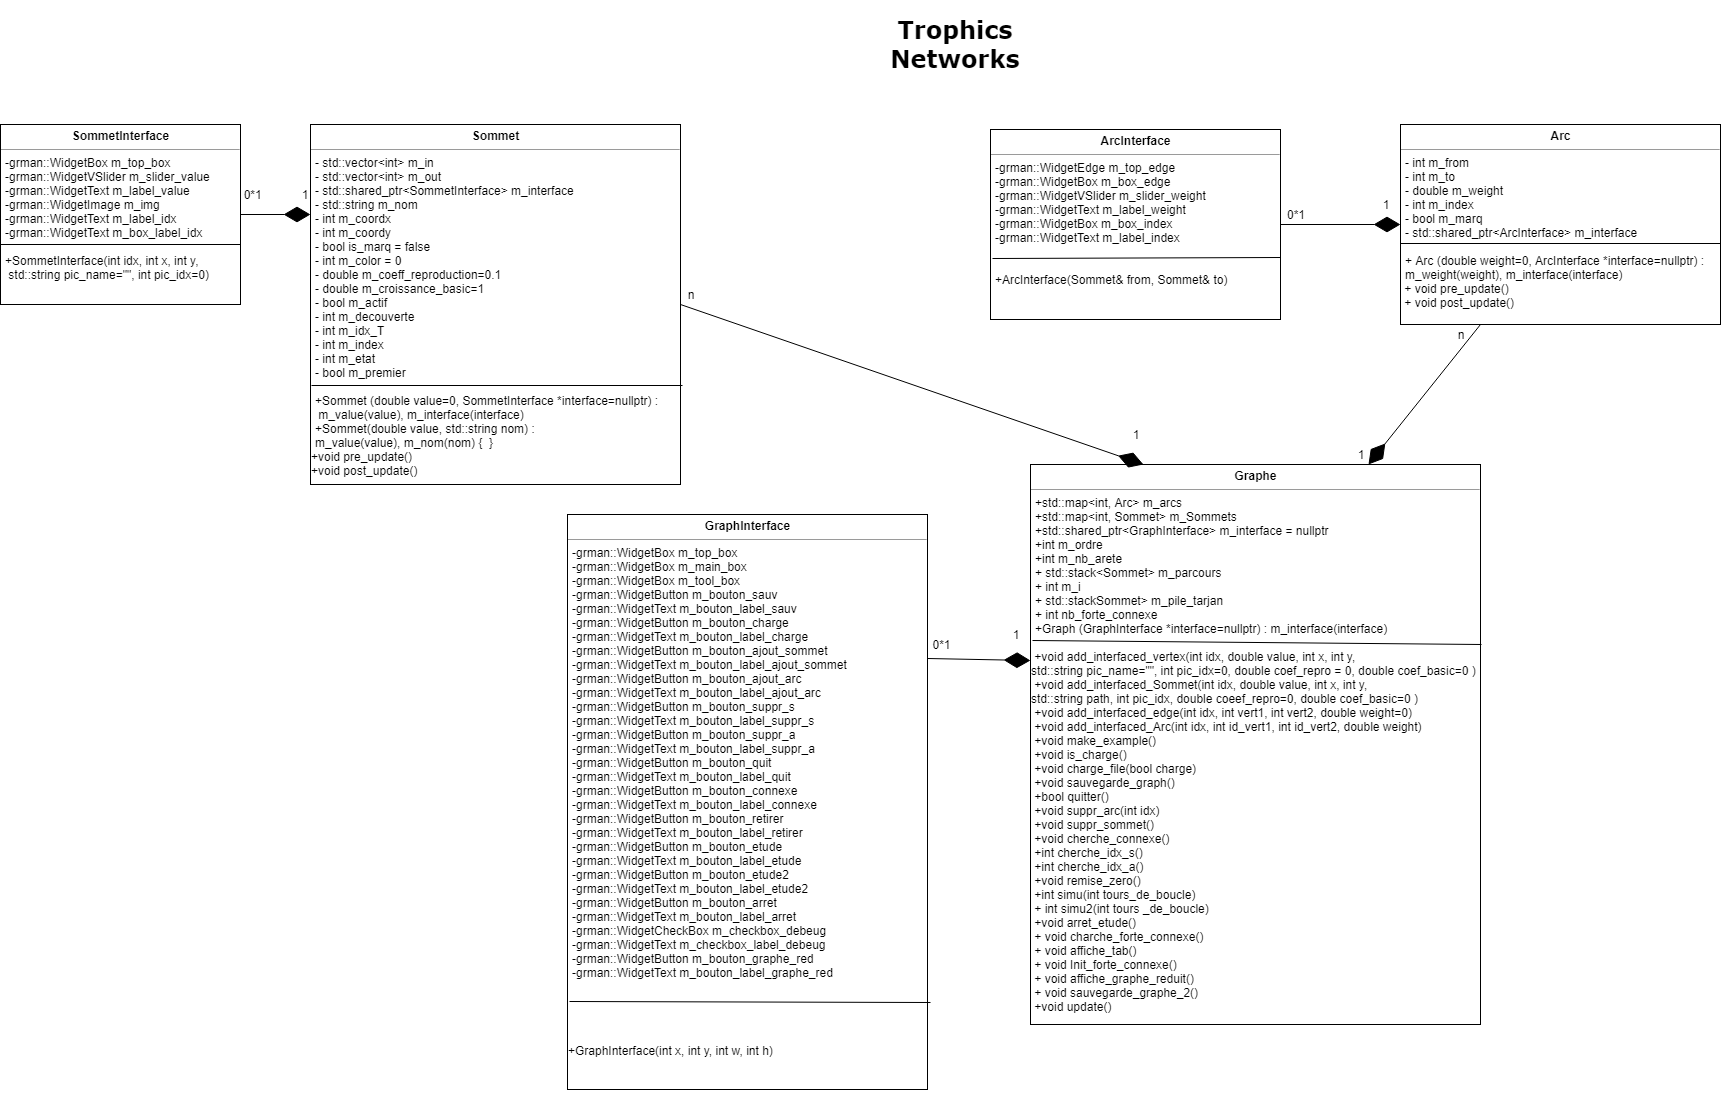 Trophics
Networks
SommetInterface
-grman::WidgetBox m_top_box
-grman::WidgetVSlider m_slider_value
-grman::WidgetText m_label_value
-grman::WidgetImage m_img
-grman::WidgetText m_label_idx
-grman::WidgetText m_box_label_idx
+SommetInterface(int idx, int x, int y,
std::string pic_name="", int pic_idx=0)
0*1
1
Sommet
- std::vector<int> m_in
- std::vector<int> m_out
- std::shared_ptr<SommetInterface> m_interface
- std::string m_nom
- int m_coordx
- int m_coordy
- bool is_marq = false
- int m_color = 0
- double m_coeff_reproduction=0.1
- double m_croissance_basic=1
- bool m_actif
- int m_decouverte
- int m_idx_T
- int m_index
- int m_etat
- bool m_premier
+Sommet (double value=0, SommetInterface *interface=nullptr) :
m_value(value), m_interface(interface)
+Sommet(double value, std::string nom) :
m_value(value), m_nom(nom) {  }
+void pre_update()
+void post_update()
n
1
ArcInterface
-grman::WidgetEdge m_top_edge
-grman::WidgetBox m_box_edge
-grman::WidgetVSlider m_slider_weight
-grman::WidgetText m_label_weight
-grman::WidgetBox m_box_index
-grman::WidgetText m_label_index
+ArcInterface(Sommet& from, Sommet& to)
0*1
1
Arc
- int m_from
- int m_to
- double m_weight
- int m_index
- bool m_marq
- std::shared_ptr<ArcInterface> m_interface
+ Arc (double weight=0, ArcInterface *interface=nullptr) :
m_weight(weight), m_interface(interface)
+ void pre_update()
+ void post_update()
n
1
GraphInterface
-grman::WidgetBox m_top_box
-grman::WidgetBox m_main_box
-grman::WidgetBox m_tool_box
-grman::WidgetButton m_bouton_sauv
-grman::WidgetText m_bouton_label_sauv
-grman::WidgetButton m_bouton_charge
-grman::WidgetText m_bouton_label_charge
-grman::WidgetButton m_bouton_ajout_sommet
-grman::WidgetText m_bouton_label_ajout_sommet
-grman::WidgetButton m_bouton_ajout_arc
-grman::WidgetText m_bouton_label_ajout_arc
-grman::WidgetButton m_bouton_suppr_s
-grman::WidgetText m_bouton_label_suppr_s
-grman::WidgetButton m_bouton_suppr_a
-grman::WidgetText m_bouton_label_suppr_a
-grman::WidgetButton m_bouton_quit
-grman::WidgetText m_bouton_label_quit
-grman::WidgetButton m_bouton_connexe
-grman::WidgetText m_bouton_label_connexe
-grman::WidgetButton m_bouton_retirer
-grman::WidgetText m_bouton_label_retirer
-grman::WidgetButton m_bouton_etude
-grman::WidgetText m_bouton_label_etude
-grman::WidgetButton m_bouton_etude2
-grman::WidgetText m_bouton_label_etude2
-grman::WidgetButton m_bouton_arret
-grman::WidgetText m_bouton_label_arret
-grman::WidgetCheckBox m_checkbox_debeug
-grman::WidgetText m_checkbox_label_debeug
-grman::WidgetButton m_bouton_graphe_red
-grman::WidgetText m_bouton_label_graphe_red
+GraphInterface(int x, int y, int w, int h)
0*1
1
Graphe
+std::map<int, Arc> m_arcs
+std::map<int, Sommet> m_Sommets
+std::shared_ptr<GraphInterface> m_interface = nullptr
+int m_ordre
+int m_nb_arete
+ std::stack<Sommet> m_parcours
+ int m_i
+ std::stackSommet> m_pile_tarjan
+ int nb_forte_connexe
+Graph (GraphInterface *interface=nullptr) : m_interface(interface)
+void add_interfaced_vertex(int idx, double value, int x, int y,
std::string pic_name="", int pic_idx=0, double coef_repro = 0, double coef_basic=0 )
+void add_interfaced_Sommet(int idx, double value, int x, int y,
std::string path, int pic_idx, double coeef_repro=0, double coef_basic=0 )
+void add_interfaced_edge(int idx, int vert1, int vert2, double weight=0)
+void add_interfaced_Arc(int idx, int id_vert1, int id_vert2, double weight)
+void make_example()
+void is_charge()
+void charge_file(bool charge)
+void sauvegarde_graph()
+bool quitter()
+void suppr_arc(int idx)
+void suppr_sommet()
+void cherche_connexe()
+int cherche_idx_s()
+int cherche_idx_a()
+void remise_zero()
+int simu(int tours_de_boucle)
+ int simu2(int tours _de_boucle)
+void arret_etude()
+ void charche_forte_connexe()
+ void affiche_tab()
+ void Init_forte_connexe()
+ void affiche_graphe_reduit()
+ void sauvegarde_graphe_2()
+void update()